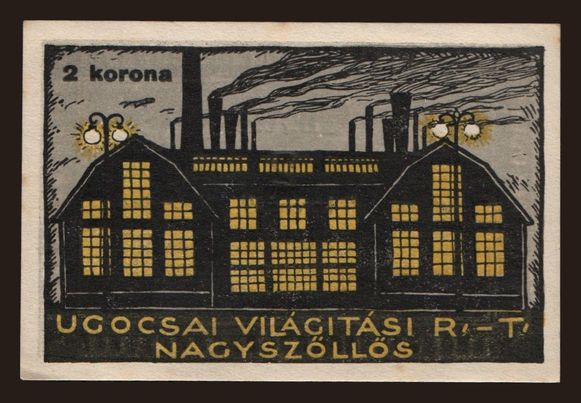 2 korona
UGOCSAI VILÁGITÁSI R,-T,
NAGYSZŐLLŐS